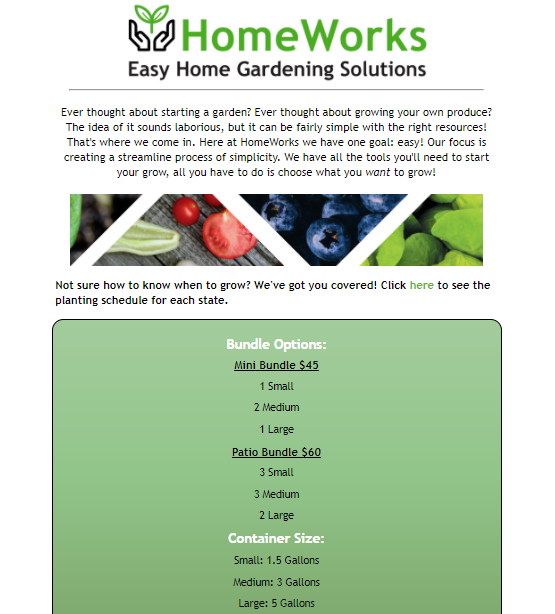 HomeWorks
Easy Home Gardening Solutions
Ever thought about starting a garden? Ever thought about growing your own produce?
The idea of it sounds laborious, but it can be fairly simple with the right resources!
That's where we come in. Here at HomeWorks we have one goal: easy! Our focus is
creating a streamline process of simplicity. We have all the tools you'll need to start
your grow, all you have to do is choose what you want to grow!
Not sure how to know when to grow? We've got you covered! Click here to see the
planting schedule for each state.
Bundle Options:
Mini Bundle $45
1 Small
2 Medium
1 Large
Patio Bundle $60
3 Small
3 Medium
2 Large
Container Size:
Small: 1.5 Gallons
Medium: 3 Gallons
Large: 5 Gallons